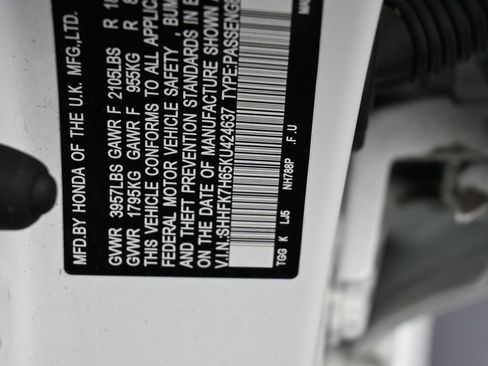 MFD.BY HONDA OF THE U.K. MFG.,LTD.
GVWR 3957LBS GAWR F 2105LBS R
GVWR 1795KG GAWR F 955KG R
THIS VEHICLE CONFORMS TO ALL APPLIC
FEDERAL MOTOR VEHICLE SAFETY , BUM
AND THEFT PREVENTION STANDARDS IN E
ON THE DATE OF MANUFACTURE SHOWN A
V.I.N.SHHFK7H65KU424637 TYPE:PASSENGE
TGG K LJ5 NH788P .F.U